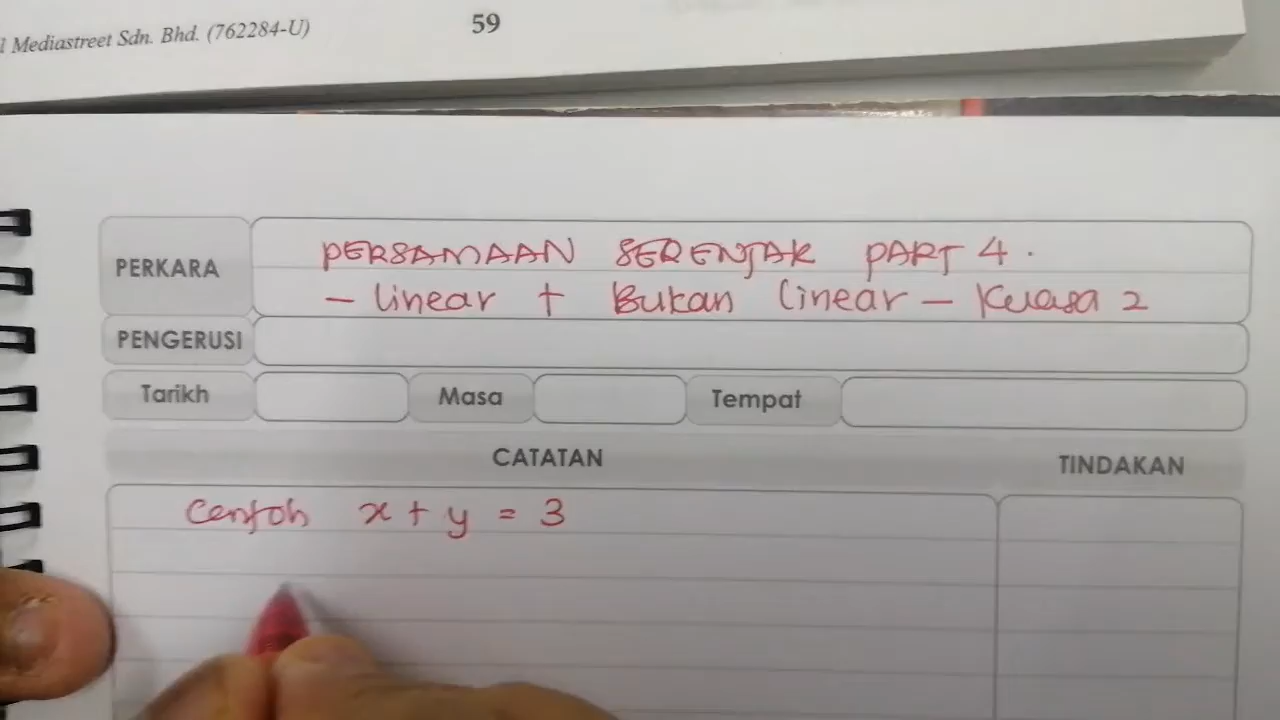 l Mediastreet Sdn. Bhd. (762284-U) 59
PERKARA
PERSAMAAN SERENTAK PART 4.
- linear + Bukan linear - Kuasa 2
PENGERUSI
Tarikh Masa Tempat
CATATAN TINDAKAN
Contoh x + y = 3